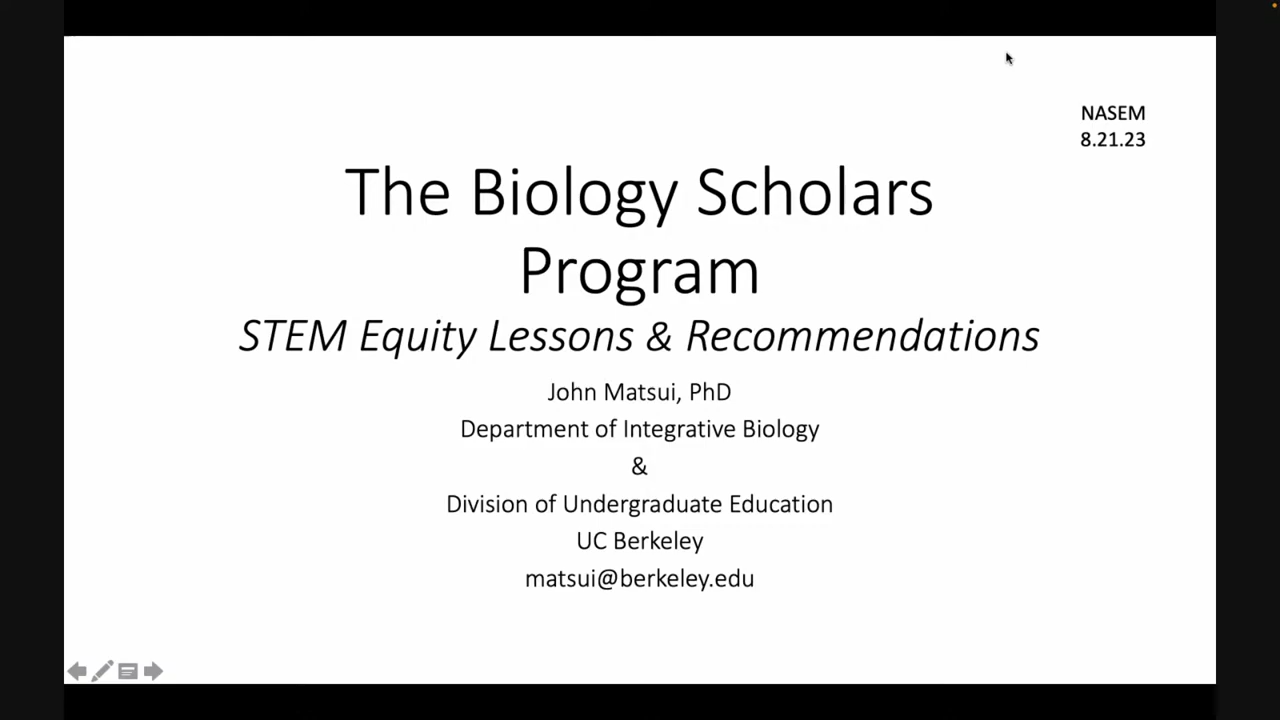 NASEM
8.21.23
The Biology Scholars
Program
STEM Equity Lessons & Recommendations
John Matsui, PhD
Department of Integrative Biology
&
Division of Undergraduate Education
UC Berkeley
matsui@berkeley.edu